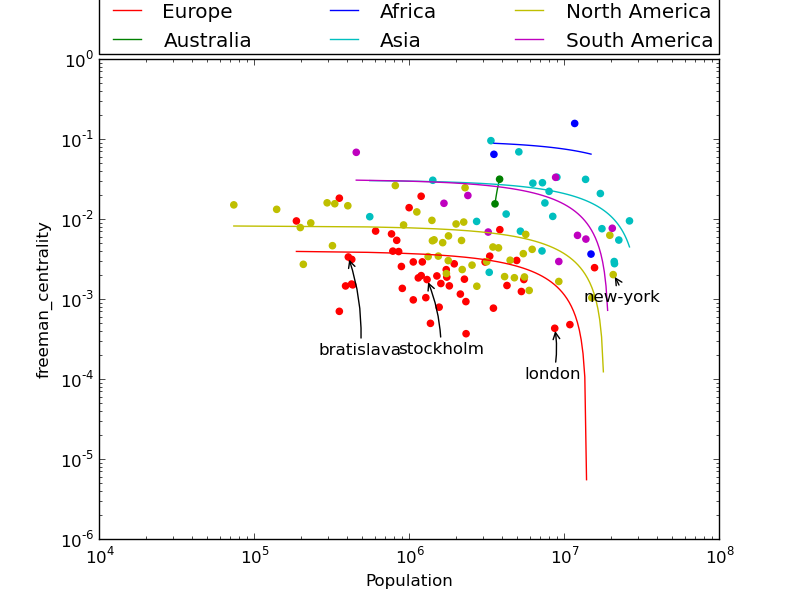 Europe Africa North America
Australia Asia South America
10^0
10^-1
10^-2
10^-3
10^-4
10^-5
10^-6
freeman_centrality
new-york
bratislava stockholm
london
10^4 10^5 10^6 10^7 10^8
Population